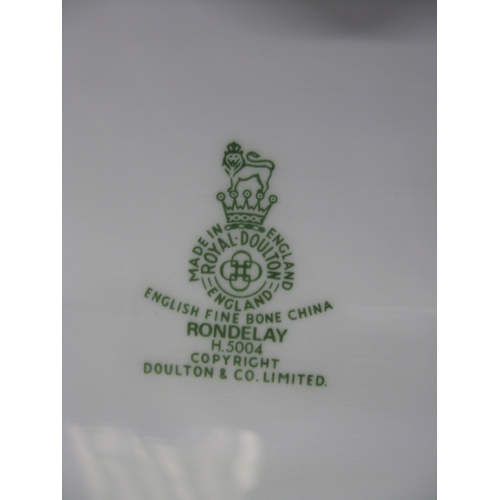 MADE IN ENGLAND
ROYAL·DOULTON
ENGLAND
ENGLISH FINE BONE CHINA
RONDELAY
H.5004
COPYRIGHT
DOULTON & CO. LIMITED.